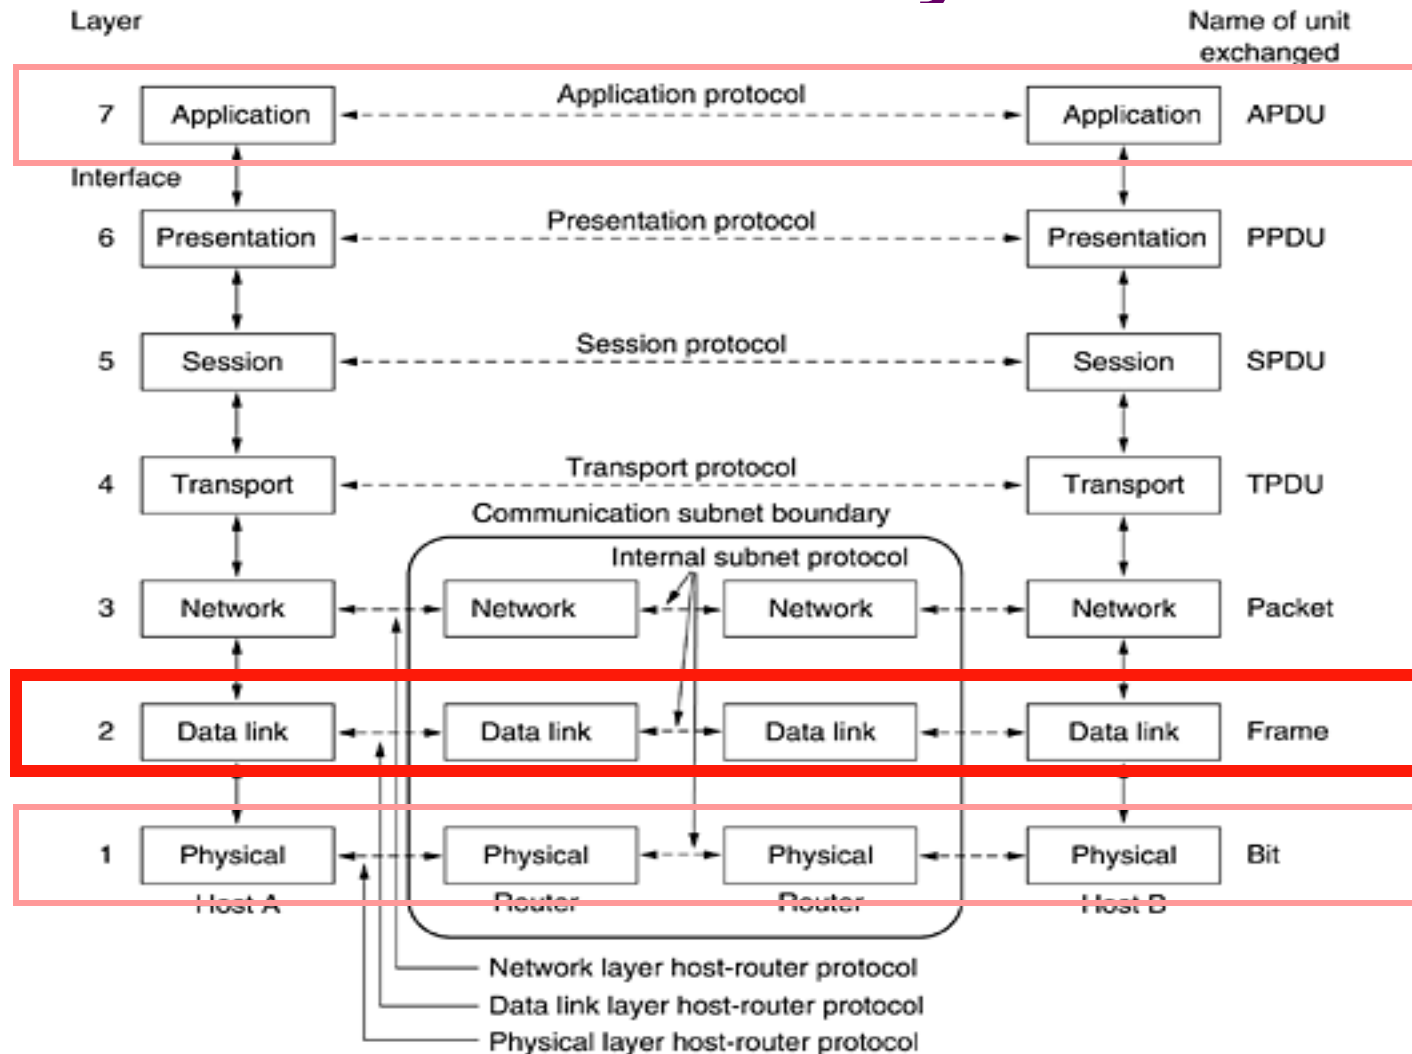 Layer
Name of unit
exchanged
7 Application Application protocol Application APDU
Interface
6 Presentation Presentation protocol Presentation PPDU
5 Session Session protocol Session SPDU
4 Transport Transport protocol Transport TPDU
Communication subnet boundary
Internal subnet protocol
3 Network Network Network Network Packet
2 Data link Data link Data link Data link Frame
1 Physical Physical Physical Physical Bit
Host A Router Router Host B
Network layer host-router protocol
Data link layer host-router protocol
Physical layer host-router protocol